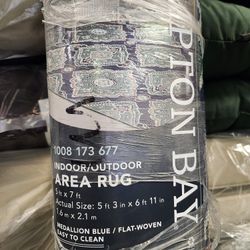 PTON BAY
1008 173 677
INDOOR/OUTDOOR
AREA RUG
ft x 7 ft
Actual Size: 5 ft 3 in x 6 ft 11 in
1.6 m x 2.1 m
MEDALLION BLUE / FLAT-WOVEN
EASY TO CLEAN